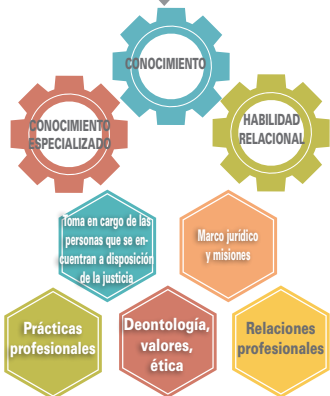 CONOCIMIENTO
CONOCIMIENTO
ESPECIALIZADO
HABILIDAD
RELACIONAL
Toma en cargo de las
personas que se en-
cuentran a disposición
de la justicia
Marco jurídico
y misiones
Prácticas
profesionales
Deontología,
valores,
ética
Relaciones
profesionales